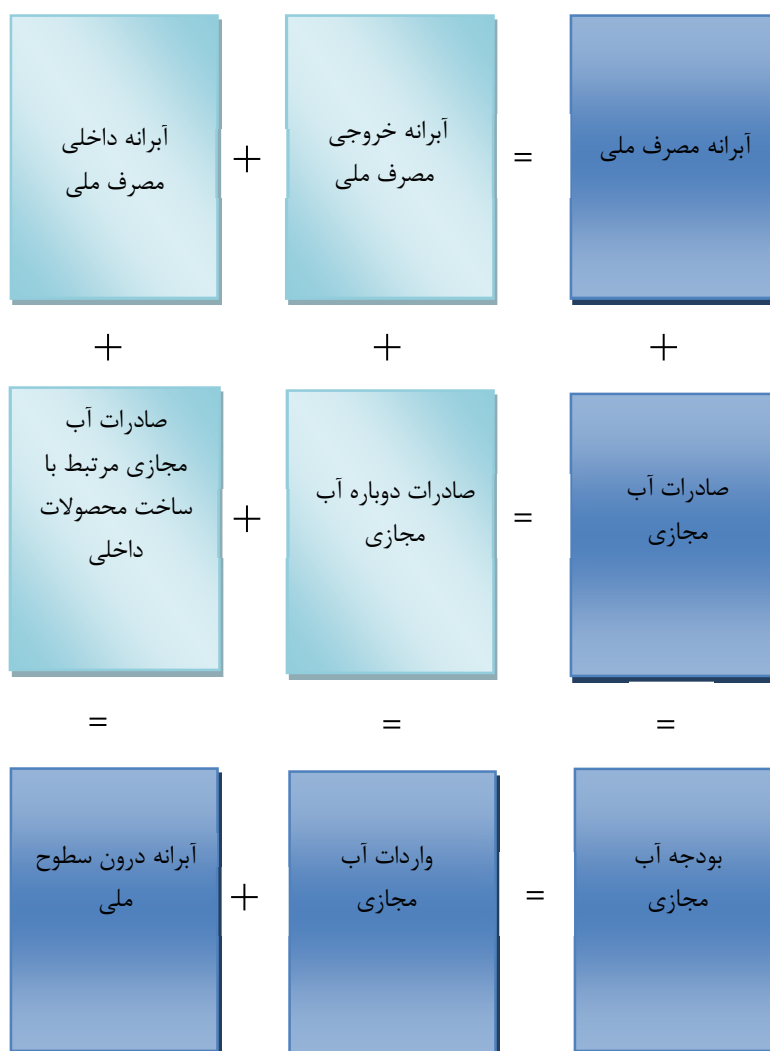 آبرانه داخلی
مصرف ملی
+
آبرانه خروجی
مصرف ملی
=
آبرانه مصرف ملی
+
+
+
صادرات آب
مجازی مرتبط با
ساخت محصولات
داخلی
+
صادرات دوباره آب
مجازی
=
صادرات آب
مجازی
=
=
=
آبرانه درون سطوح
ملی
+
واردات آب
مجازی
=
بودجه آب
مجازی